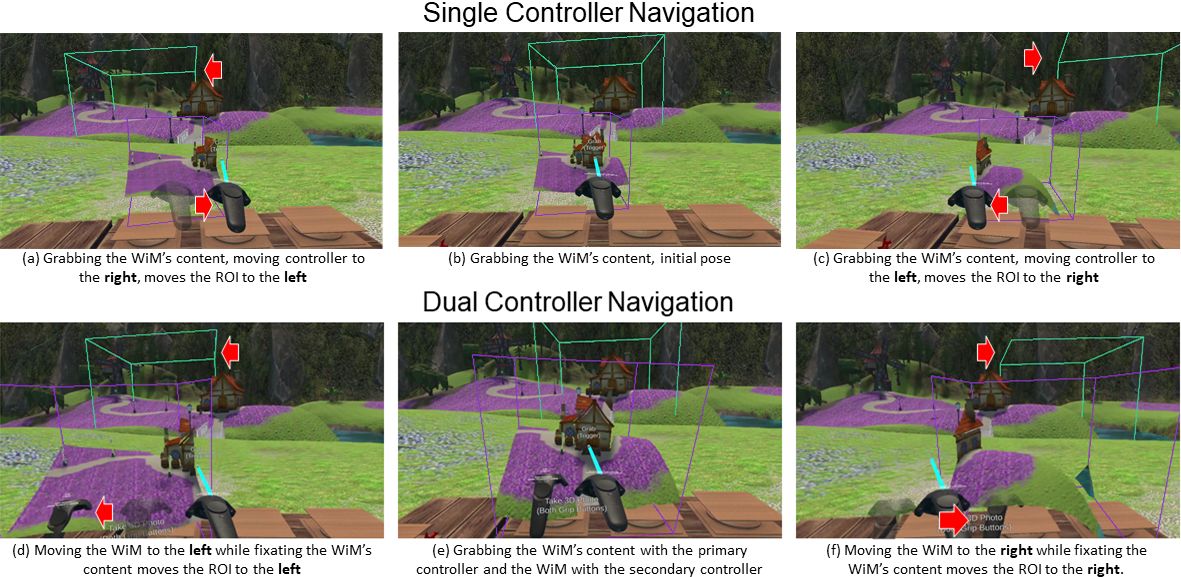 Single Controller Navigation
Grab
(Trigger)
(a) Grabbing the WiM's content, moving controller to
the right, moves the ROI to the left
(b) Grabbing the WiM's content, initial pose
(c) Grabbing the WiM's content, moving controller to
the left, moves the ROI to the right
Dual Controller Navigation
Grab
(Trigger)
Take 3D Photo
(Both Grip Buttons)
Take 3D Photo
3D Photo
Grip Buttons)
(d) Moving the WiM to the left while fixating the WiM's
content moves the ROI to the left
(e) Grabbing the WiM's content with the primary
controller and the WiM with the secondary controller
(f) Moving the WiM to the right while fixating the
WiM's content moves the ROI to the right.